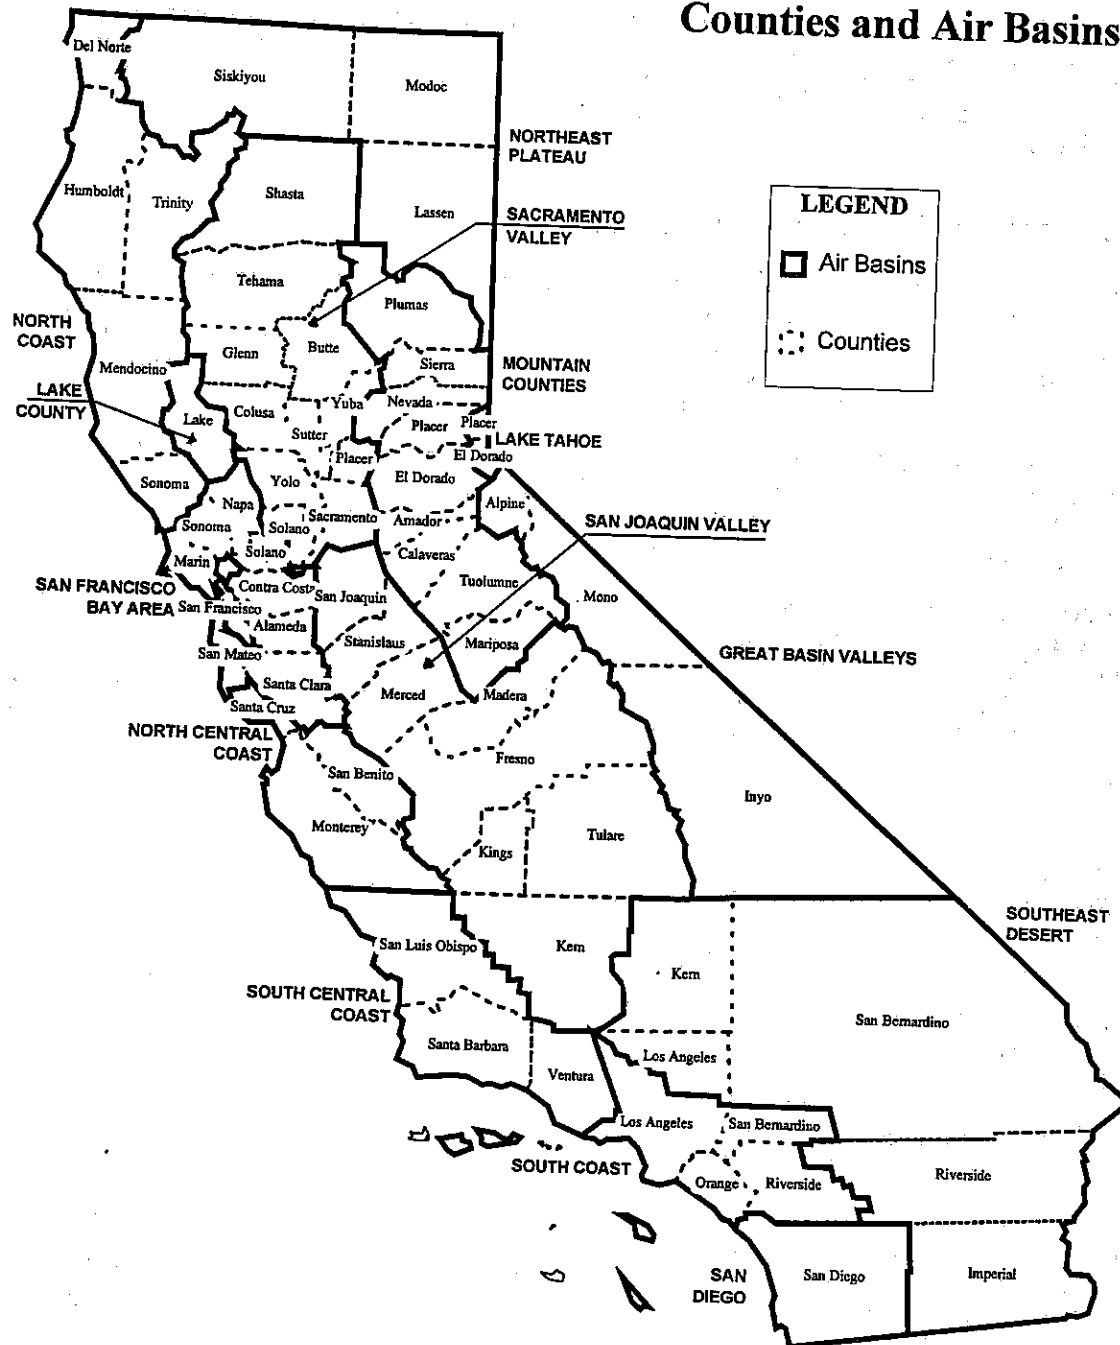 Counties and Air Basins
Del Norte
Siskiyou
Modoc
NORTHEAST
PLATEAU
Humboldt
Trinity
Shasta
Lassen
SACRAMENTO
VALLEY
LEGEND
Air Basins
Counties
Tehama
Plumas
NORTH
COAST
Glenn
Butte
Sierra
MOUNTAIN
COUNTIES
Mendocino
LAKE
COUNTY
Lake
Colusa
Yuba
Nevada
Sutter
Placer
Placer
LAKE TAHOE
Placer
El Dorado
Sonoma
Yolo
El Dorado
Napa
Alpine
Sonoma
Solano
Sacramento
Amador
SAN JOAQUIN VALLEY
Marin
Solano
Calaveras
SAN FRANCISCO
BAY AREA
Contra Costa
San Joaquin
Tuolumne
Mono
San Francisco
Alameda
Stanislaus
Mariposa
San Mateo
GREAT BASIN VALLEYS
Santa Clara
Merced
Madera
Santa Cruz
NORTH CENTRAL
COAST
Fresno
San Benito
Inyo
Monterey
Kings
Tulare
SOUTHEAST
DESERT
San Luis Obispo
Kern
Kern
SOUTH CENTRAL
COAST
San Bernardino
Santa Barbara
Los Angeles
Ventura
Los Angeles
San Bernardino
SOUTH COAST
Orange
Riverside
Riverside
SAN
DIEGO
San Diego
Imperial